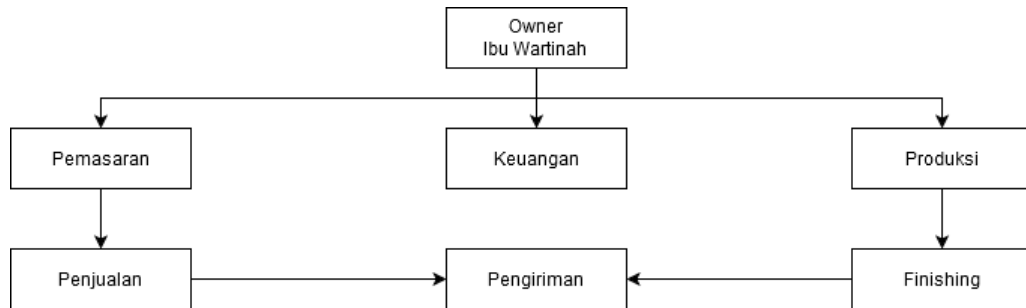 Owner
Ibu Wartinah
Pemasaran
Keuangan
Produksi
Penjualan
Pengiriman
Finishing